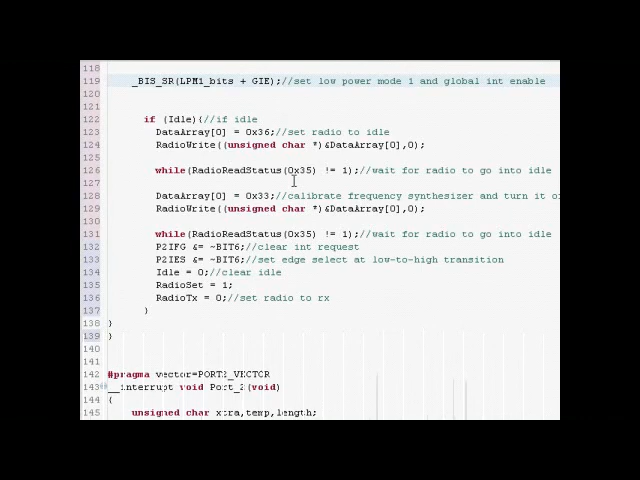 118
119 _BIS_SR(LPM1_bits + GIE);//set low power mode 1 and global int enable
120
121
122 if (Idle){//if idle
123 DataArray[0] = 0x36;//set radio to idle
124 RadioWrite((unsigned char *)&DataArray[0],0);
125
126 while(RadioReadStatus(0x35) != 1);//wait for radio to go into idle
127
128 DataArray[0] = 0x33;//calibrate frequency synthesizer and turn it o
129 RadioWrite((unsigned char *)&DataArray[0],0);
130
131 while(RadioReadStatus(0x35) != 1);//wait for radio to go into idle
132 P2IFG &= ~BIT6;//clear int request
133 P2IES &= ~BIT6;//set edge select at low-to-high transition
134 Idle = 0;//clear idle
135 RadioSet = 1;
136 RadioTx = 0;//set radio to rx
137 }
138 }
139 }
140
141
142 #pragma vector=PORT2_VECTOR
143 __interrupt void Port_2(void)
144 {
145 unsigned char xtra,temp,length;